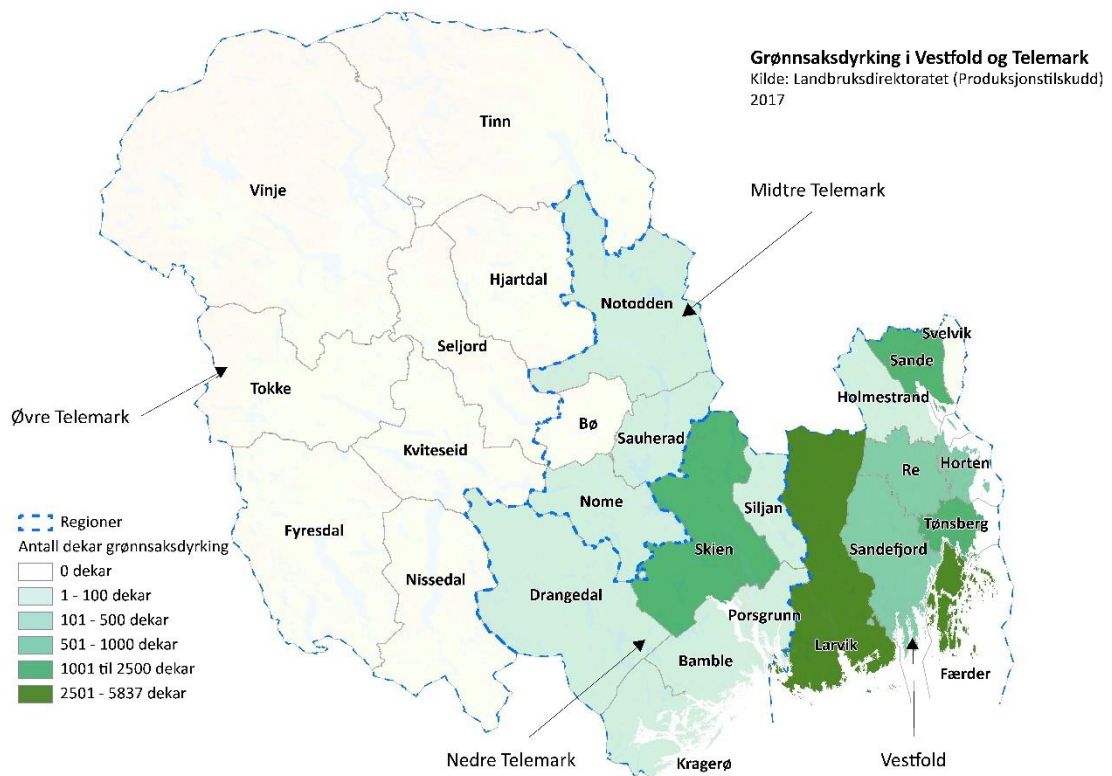 Grønnsaksdyrking i Vestfold og Telemark
Kilde: Landbruksdirektoratet (Produksjonstilskudd)
2017
Tinn
Vinje
Midtre Telemark
Hjartdal
Notodden
Svelvik
Sande
Seljord
Tokke
Holmestrand
Øvre Telemark
Bø
Sauherad
Kviteseid
Re
Horten
Nome
Siljan
Tønsberg
Regioner
Fyresdal
Skien
Sandefjord
Antall dekar grønnsaksdyrking
0 dekar
Nissedal
Drangedal
1 - 100 dekar
Porsgrunn
101 - 500 dekar
501 - 1000 dekar
Larvik
1001 til 2500 dekar
Bamble
Færder
2501 - 5837 dekar
Nedre Telemark
Kragerø
Vestfold